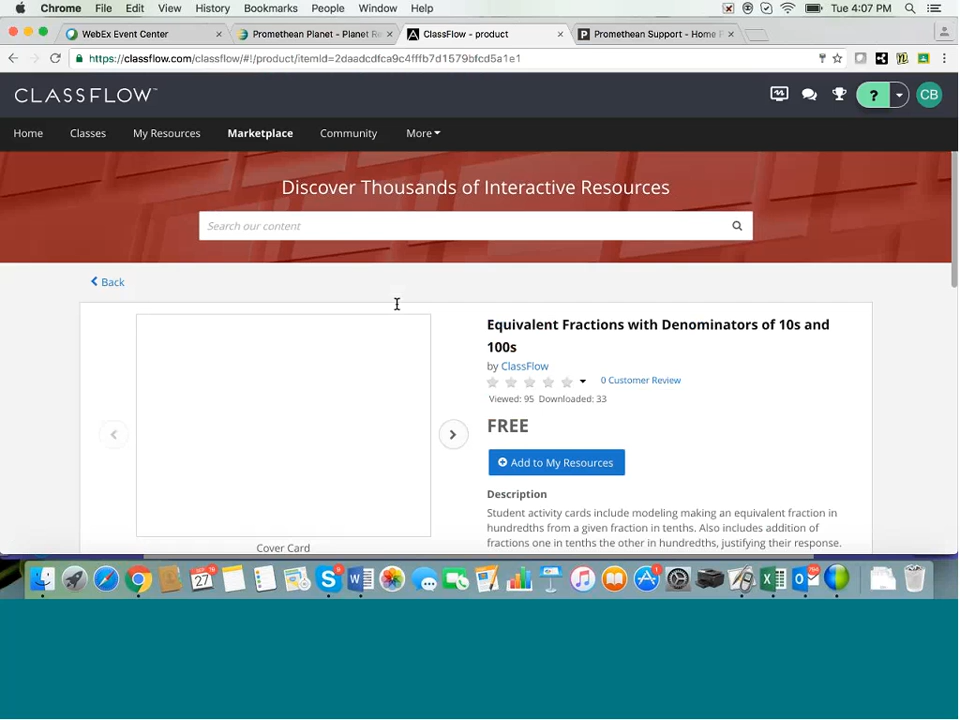 Chrome File Edit View History Bookmarks People Window Help Tue 4:07 PM
WebEx Event Center Promethean Planet - Planet Re ClassFlow - product Promethean Support - Home P
https://classflow.com/classflow/#!/product/itemId=2daadcdfca9c4fffb7d1579bfcd5a1e1
CLASSFLOW ? CB
Home Classes My Resources Marketplace Community More
Discover Thousands of Interactive Resources
Search our content
Back
Equivalent Fractions with Denominators of 10s and
100s
by ClassFlow
0 Customer Review
Viewed: 95 Downloaded: 33
FREE
Add to My Resources
Description
Student activity cards include modeling making an equivalent fraction in
hundredths from a given fraction in tenths. Also includes addition of
fractions one in tenths the other in hundredths, justifying their response.
Cover Card
27